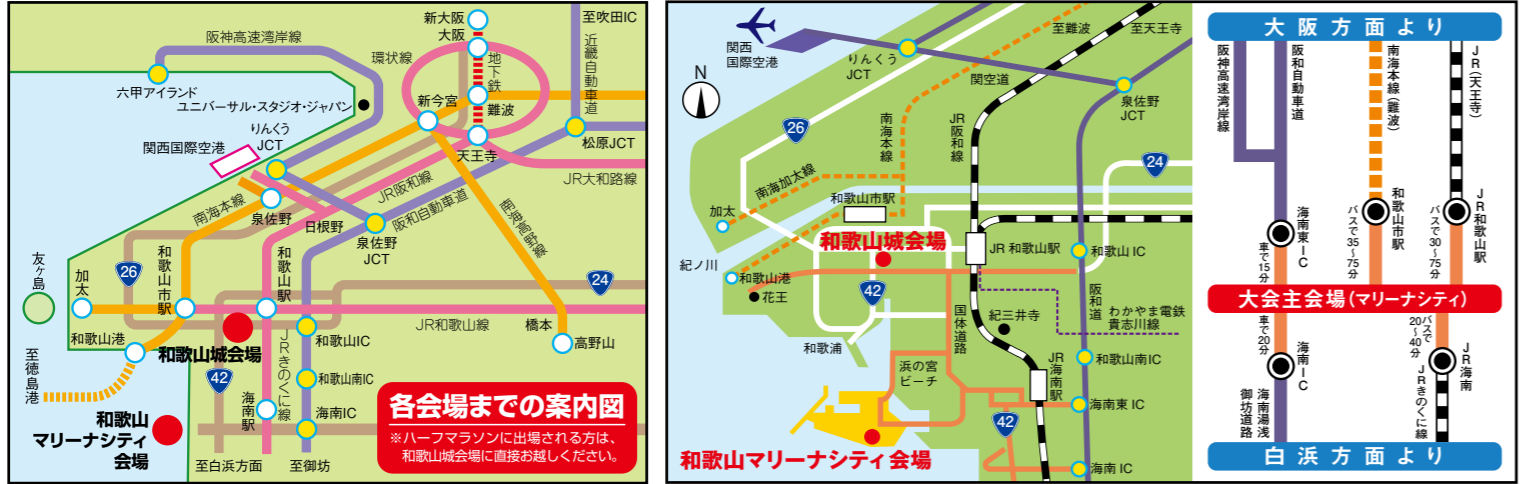 新大阪
大阪
至吹田IC
阪神高速湾岸線
環状線
地下鉄
近畿自動車道
六甲アイランド
ユニバーサル・スタジオ・ジャパン
新今宮
難波
りんくう
JCT
関西国際空港
天王寺
松原JCT
JR大和路線
JR阪和線
南海本線
泉佐野
日根野
阪和自動車道
泉佐野
JCT
南海高野線
友ヶ島
加太
26
和歌山市駅
和歌山駅
24
和歌山港
JR和歌山線
橋本
高野山
和歌山城会場
和歌山IC
至徳島港
42
JRきのくに線
和歌山南IC
海南駅
海南IC
和歌山
マリーナシティ
会場
至白浜方面
至御坊
各会場までの案内図
※ハーフマラソンに出場される方は、
和歌山城会場に直接お越しください。
関西
国際空港
りんくう
JCT
至難波
至天王寺
N
関空道
泉佐野
JCT
26
南海本線
JR阪和線
24
南海加太線
加太
和歌山市駅
和歌山城会場
JR 和歌山駅
和歌山 IC
紀ノ川
和歌山港
花王
42
国体道路
阪和道
わかやま電鉄
貴志川線
紀三井寺
和歌浦
浜の宮
ビーチ
JR海南駅
和歌山南IC
海南東 IC
42
和歌山マリーナシティ会場
海南 IC
大阪方面より
阪神高速湾岸線
阪和自動車道
南海本線(難波)
JR(天王寺)
海南東IC
車で15分
和歌山市駅
バスで35〜75分
JR和歌山駅
バスで30〜75分
大会主会場(マリーナシティ)
車で20分
海南IC
海南湯浅
御坊道路
バスで
20〜40分
JR海南
JRきのくに線
白浜方面より